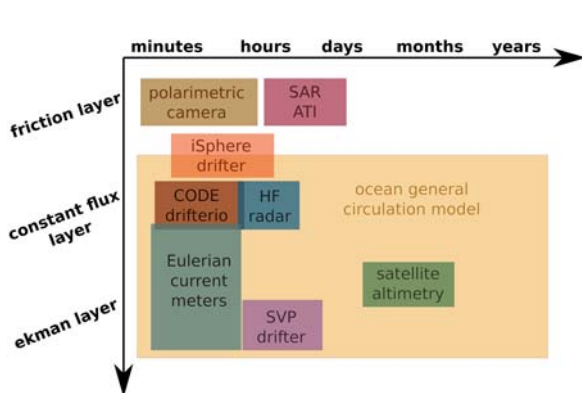 minutes hours days months years
friction layer
polarimetric
camera
SAR
ATI
iSphere
drifter
constant flux
layer
CODE
drifterio
HF
radar
ocean general
circulation model
Eulerian
current
meters
satellite
altimetry
ekman layer
SVP
drifter